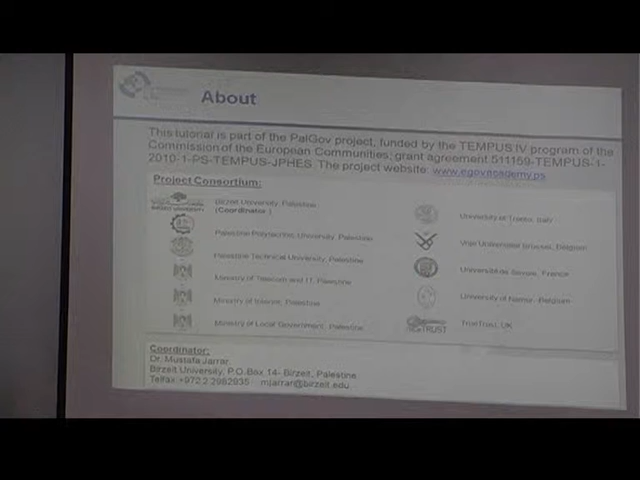 About
This tutorial is part of the PalGov project, funded by the TEMPUS IV program of the
Commission of the European Communities, grant agreement 511159-TEMPUS-1-
2010-1-PS-TEMPUS-JPHES. The project website: www.egovacademy.ps
Project Consortium:
Birzeit University, Palestine
(Coordinator )
Palestine Polytechnic University, Palestine
Palestine Technical University, Palestine
Ministry of Telecom and IT, Palestine
Ministry of Interior, Palestine
Ministry of Local Government, Palestine
University of Trento, Italy
Vrije Universiteit Brussel, Belgium
Université de Savoie, France
University of Namur, Belgium
TrueTrust, UK
Coordinator:
Dr. Mustafa Jarrar
Birzeit University, P.O.Box 14- Birzeit, Palestine
Telfax:+972 2 2982935 mjarrar@birzeit.edu